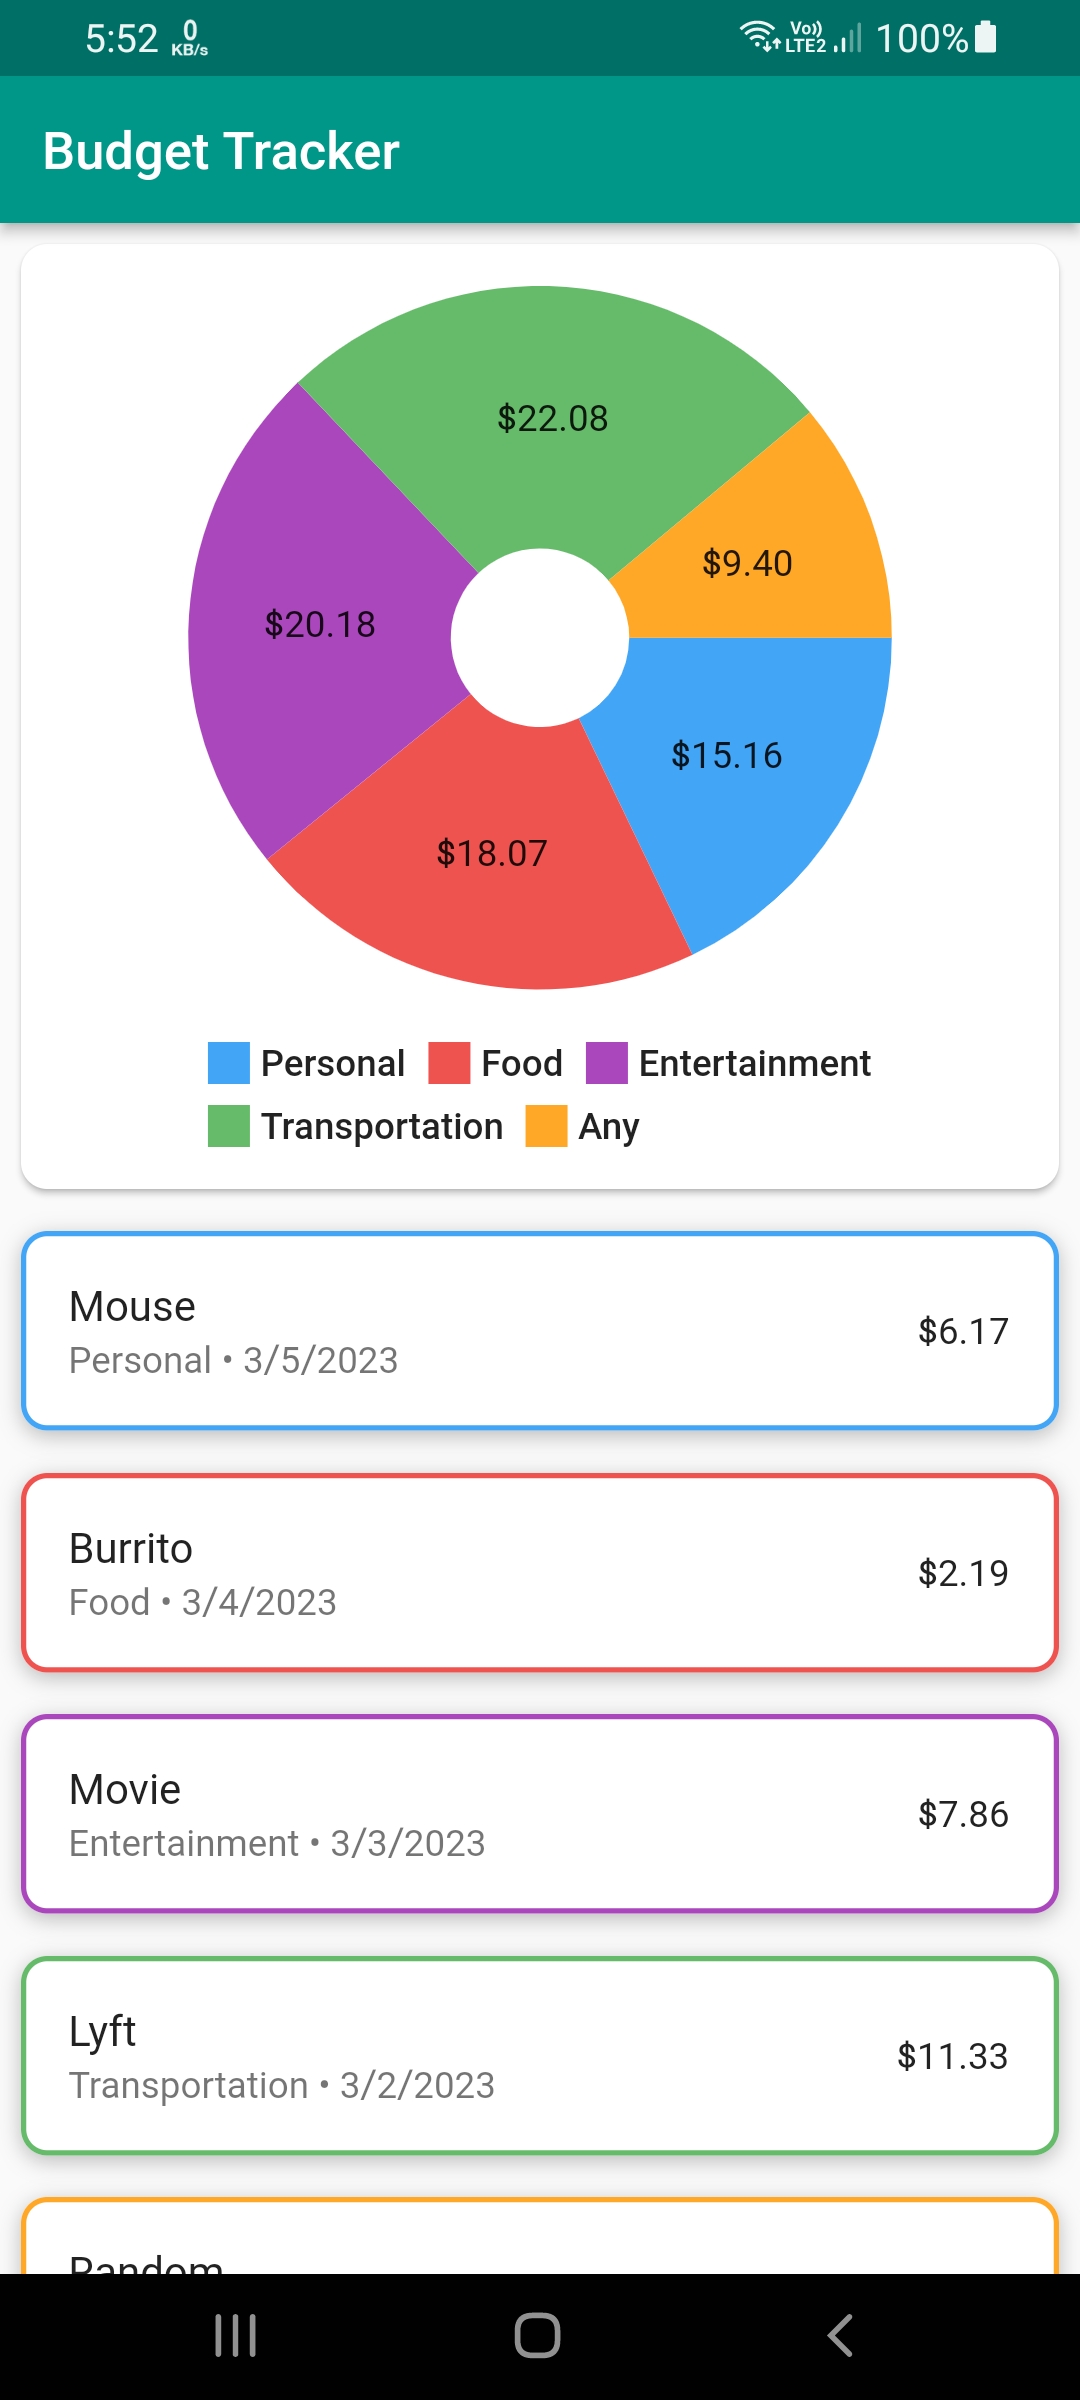 5:52 0 KB/s Vo)) LTE2 100%
Budget Tracker
$22.08
$9.40
$20.18
$15.16
$18.07
Personal Food Entertainment
Transportation Any
Mouse
$6.17
Personal • 3/5/2023
Burrito
$2.19
Food • 3/4/2023
Movie
$7.86
Entertainment • 3/3/2023
Lyft
$11.33
Transportation • 3/2/2023
Random